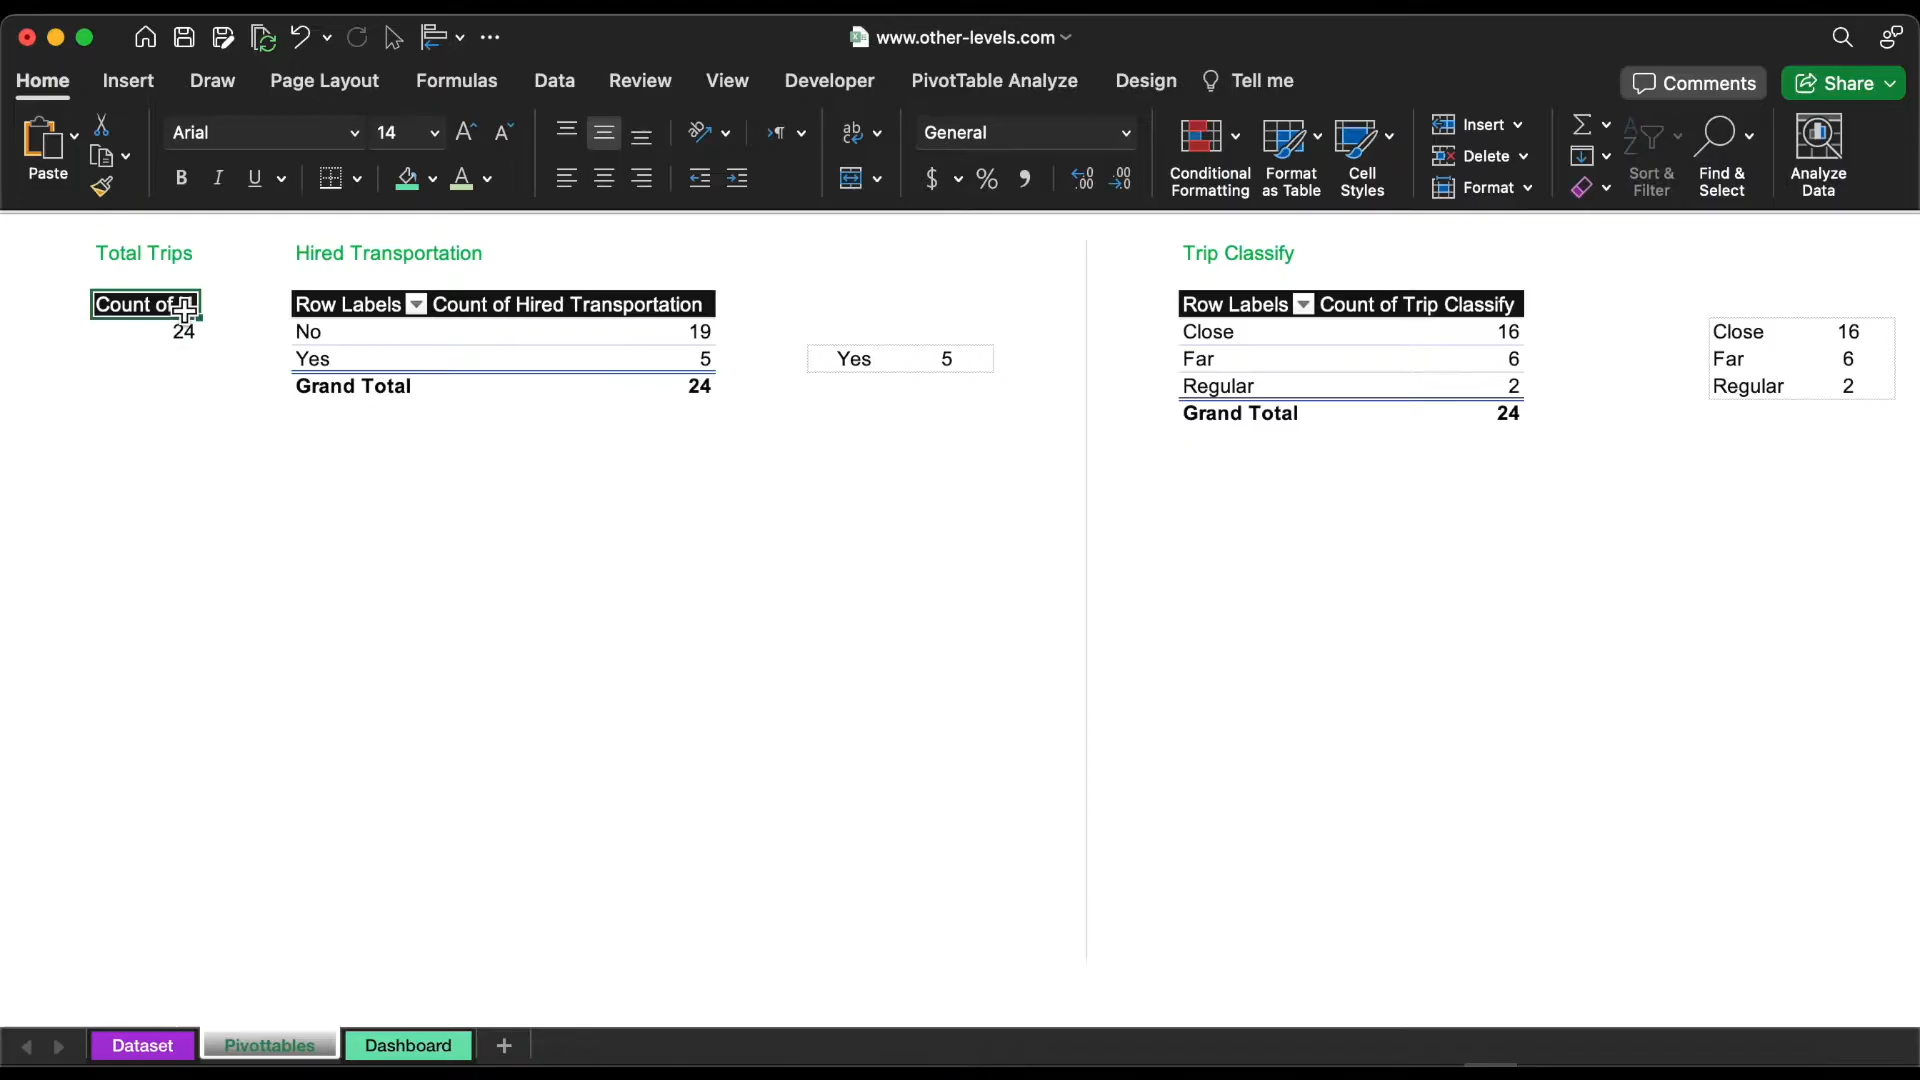 www.other-levels.com
Home Insert Draw Page Layout Formulas Data Review View Developer PivotTable Analyze Design Tell me
Comments Share
Paste
Arial 14
General
Conditional Formatting
Format as Table
Cell Styles
Insert
Delete
Format
Sort & Filter
Find & Select
Analyze Data
Total Trips Hired Transportation Trip Classify
Count of
24
Row Labels Count of Hired Transportation
No 19
Yes 5
Grand Total 24
Yes 5
Row Labels Count of Trip Classify
Close 16
Far 6
Regular 2
Grand Total 24
Close 16
Far 6
Regular 2
Dataset Pivottables Dashboard